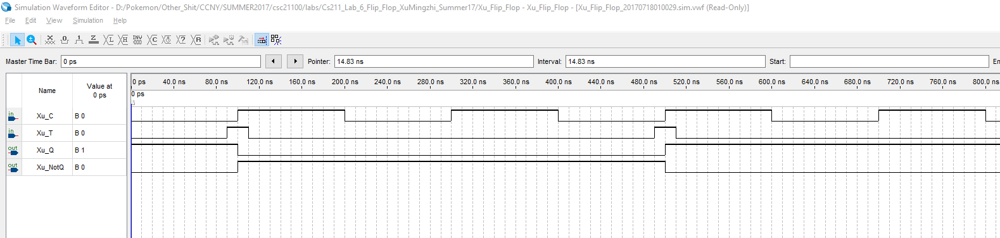 Simulation Waveform Editor - D:/Pokemon/Other_Shit/CCNY/SUMMER2017/csc21100/labs/Cs211_Lab_6_Flip_Flop_XuMingzhi_Summer17/Xu_Flip_Flop - Xu_Flip_Flop - [Xu_Flip_Flop_20170718010029.sim.vwf (Read-Only)]
File Edit View Simulation Help
Master Time Bar: 0 ps Pointer: 14.83 ns Interval: 14.83 ns Start: En
Name Value at 0 ps
0 ps 40.0 ns 80.0 ns 120.0 ns 160.0 ns 200.0 ns 240.0 ns 280.0 ns 320.0 ns 360.0 ns 400.0 ns 440.0 ns 480.0 ns 520.0 ns 560.0 ns 600.0 ns 640.0 ns 680.0 ns 720.0 ns 760.0 ns 800.0 ns
0 ps
in Xu_C B 0
in Xu_T B 0
out Xu_Q B 1
out Xu_NotQ B 0